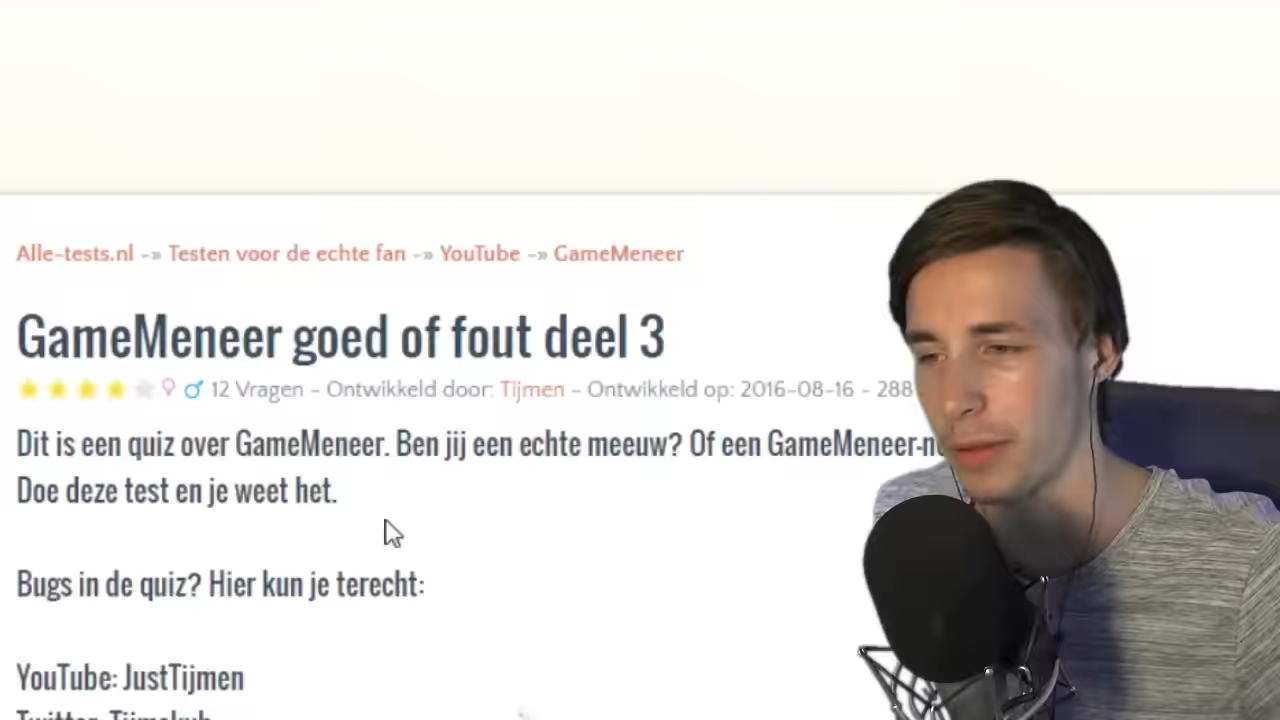 Alle-tests.nl -» Testen voor de echte fan -» YouTube -» GameMeneer
GameMeneer goed of fout deel 3
12 Vragen - Ontwikkeld door: Tijmen - Ontwikkeld op: 2016-08-16 - 288
Dit is een quiz over GameMeneer. Ben jij een echte meeuw? Of een
Doe deze test en je weet het.
Bugs in de quiz? Hier kun je terecht:
YouTube: JustTijmen